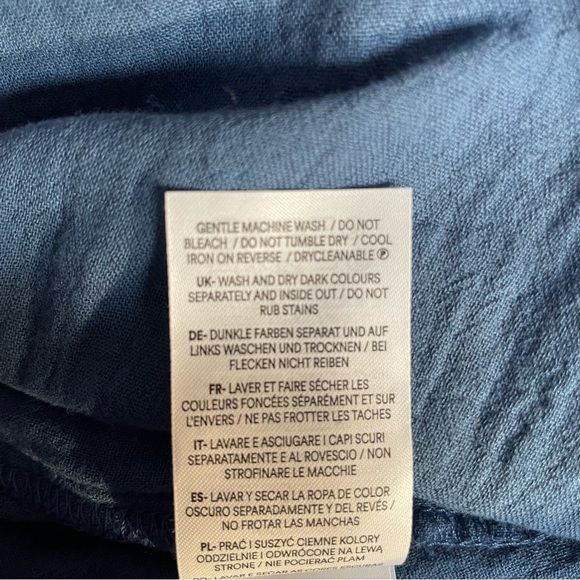 GENTLE MACHINE WASH / DO NOT
BLEACH / DO NOT TUMBLE DRY / COOL
IRON ON REVERSE / DRYCLEANABLE Ⓟ
UK- WASH AND DRY DARK COLOURS
SEPARATELY AND INSIDE OUT / DO NOT
RUB STAINS
DE- DUNKLE FARBEN SEPARAT UND AUF
LINKS WASCHEN UND TROCKNEN / BEI
FLECKEN NICHT REIBEN
FR- LAVER ET FAIRE SÉCHER LES
COULEURS FONCÉES SÉPARÉMENT ET SUR
L'ENVERS / NE PAS FROTTER LES TACHES
IT- LAVARE E ASCIUGARE I CAPI SCURI
SEPARATAMENTE E AL ROVESCIO / NON
STROFINARE LE MACCHIE
ES- LAVAR Y SECAR LA ROPA DE COLOR
OSCURO SEPARADAMENTE Y DEL REVÉS /
NO FROTAR LAS MANCHAS
PL- PRAĆ I SUSZYĆ CIEMNE KOLORY
ODDZIELNIE I ODWRÓCONE NA LEWĄ
STRONĘ / NIE POCIERAĆ PLAM